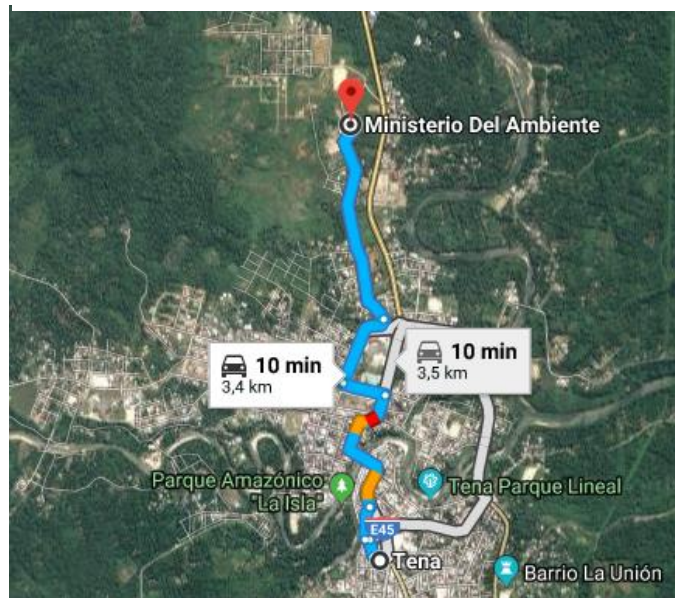 Ministerio Del Ambiente
10 min
3,4 km
10 min
3,5 km
Parque Amazónico
"La Isla"
Tena Parque Lineal
E45
Tena
Barrio La Unión